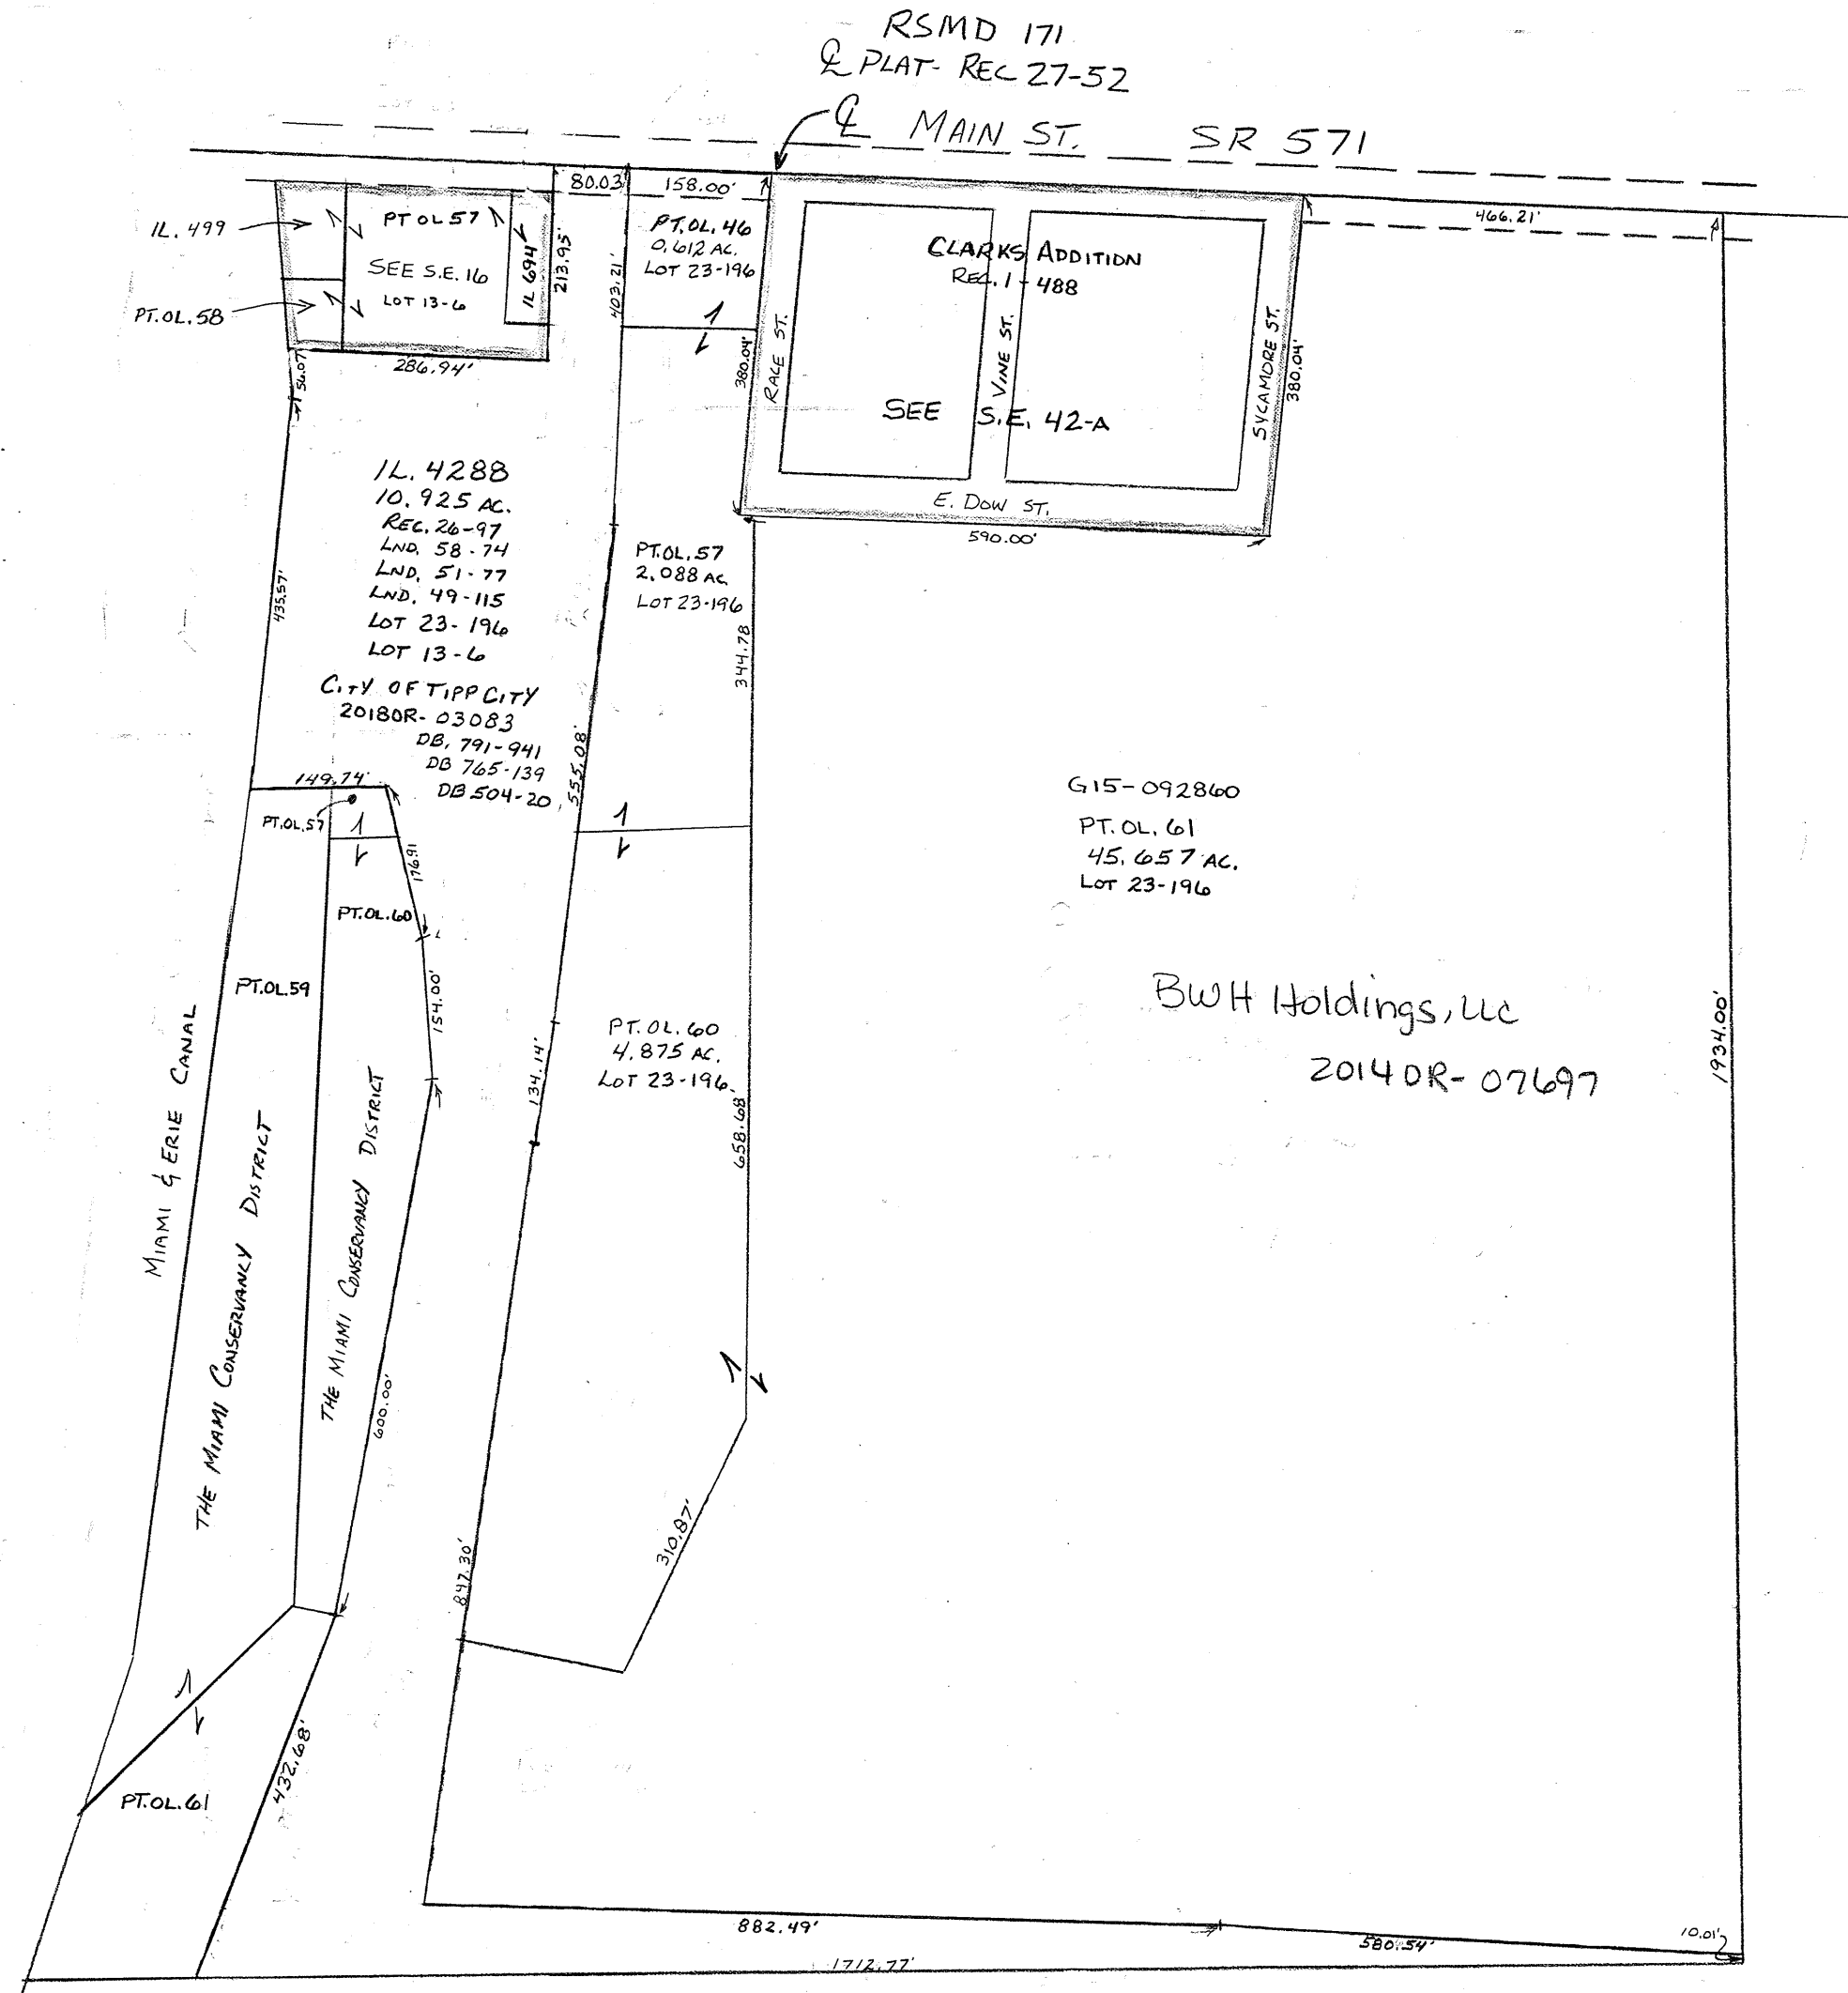 RSMD 171
℄ PLAT- REC 27-52
℄ MAIN ST. SR 571
80.03'
158.00'
466.21'
IL. 499
PT OL 57
SEE S.E. 16
LOT 13-6
IL 694
213.95'
PT. OL. 58
56.07'
286.94'
403.21'
PT. OL. 46
0.612 AC.
LOT 23-196
380.04'
RACE ST.
CLARKS ADDITION
REC. 1-488
VINE ST.
SEE S.E. 42-A
SYCAMORE ST.
380.04'
E. DOW ST.
590.00'
IL. 4288
10.925 AC.
REC. 26-97
LND. 58-74
LND. 51-77
LND. 49-115
LOT 23-196
LOT 13-6
CITY OF TIPP CITY
2018OR-03083
DB. 791-941
DB 765-139
DB 504-20
435.57'
PT. OL. 57
2.088 AC.
LOT 23-196
344.78
555.08'
149.74'
PT. OL. 57
176.91
PT. OL. 60
PT. OL. 59
154.00'
134.14'
PT. OL. 60
4.875 AC.
LOT 23-196
658.68'
G15-092860
PT. OL. 61
45.657 AC.
LOT 23-196
BWH Holdings, LLC
2014OR-07697
1934.00'
MIAMI & ERIE CANAL
THE MIAMI CONSERVANCY DISTRICT
THE MIAMI CONSERVANCY DISTRICT
600.00'
847.30'
310.87'
432.68'
PT. OL. 61
882.49'
580.54'
10.01'
1712.77'